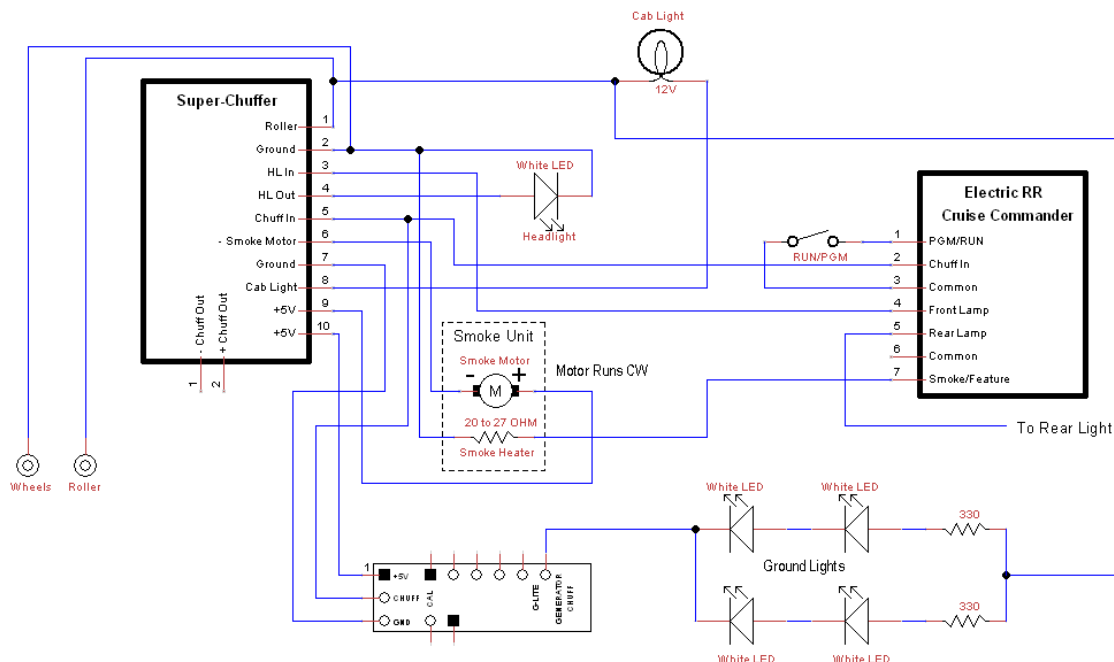 Cab Light
12V
Super-Chuffer
Roller 1
Ground 2
HL In 3
HL Out 4
Chuff In 5
- Smoke Motor 6
Ground 7
Cab Light 8
+5V 9
+5V 10
- Chuff Out
+ Chuff Out
1
2
White LED
Headlight
Electric RR
Cruise Commander
1 PGM/RUN
2 Chuff In
3 Common
4 Front Lamp
5 Rear Lamp
6 Common
7 Smoke/Feature
RUN/PGM
Smoke Unit
Smoke Motor
- +
M
Motor Runs CW
20 to 27 OHM
Smoke Heater
To Rear Light
Wheels
Roller
White LED
White LED
330
Ground Lights
330
White LED
White LED
1
+5V
CHUFF
GND
CAL
G-LITE
GENERATOR
CHUFF